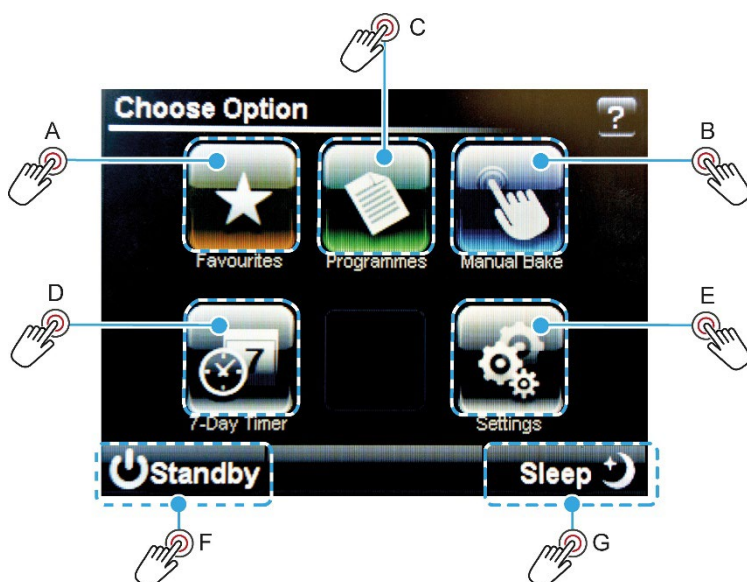 C
Choose Option
?
A
B
Favourites
Programmes
Manual Bake
D
E
7
7-Day Timer
Settings
Standby
Sleep
F
G